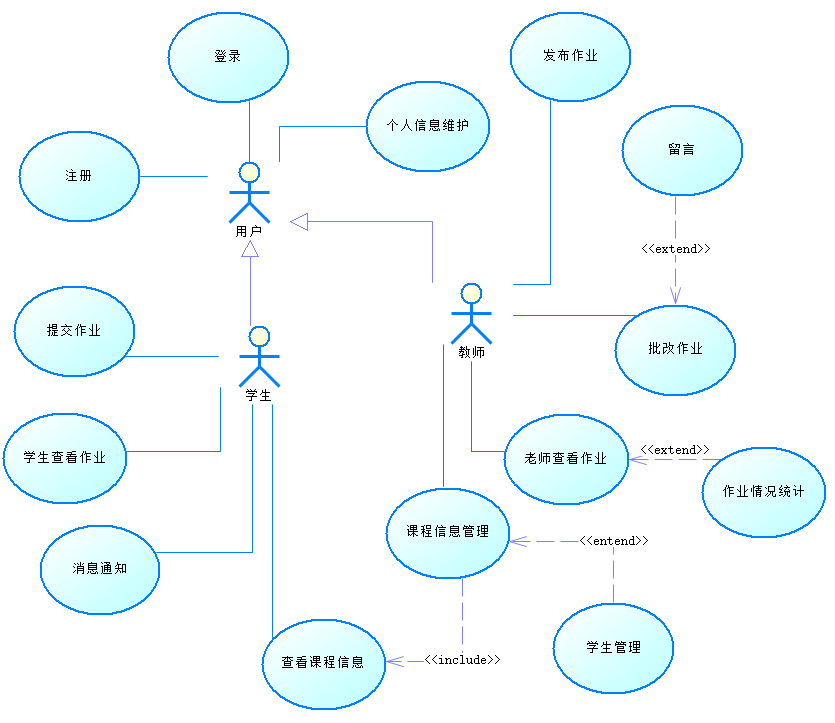 登录
发布作业
个人信息维护
留言
注册
用户
<<extend>>
提交作业
批改作业
教师
学生
学生查看作业
老师查看作业
<<extend>>
作业情况统计
课程信息管理
<<entend>>
消息通知
学生管理
查看课程信息
<<include>>